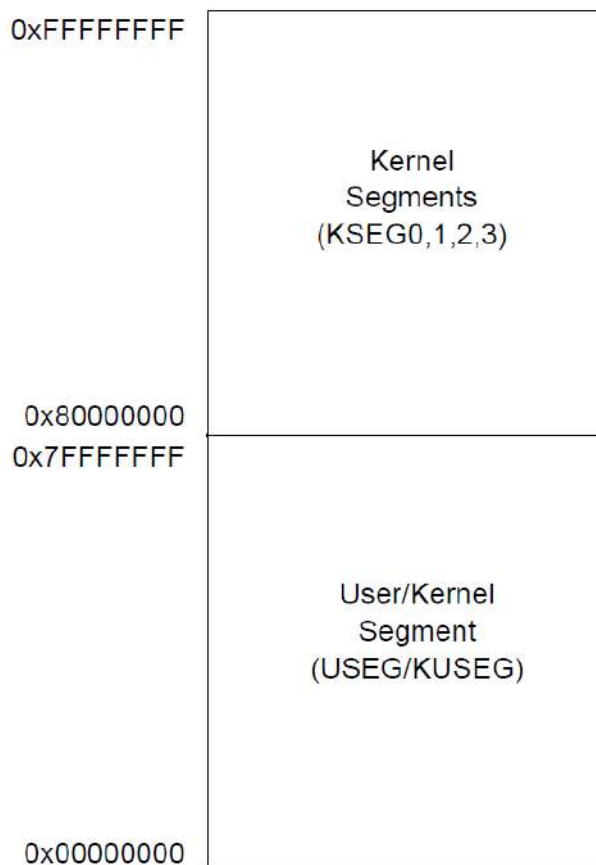 0xFFFFFFFF
Kernel
Segments
(KSEG0,1,2,3)
0x80000000
0x7FFFFFFF
User/Kernel
Segment
(USEG/KUSEG)
0x00000000